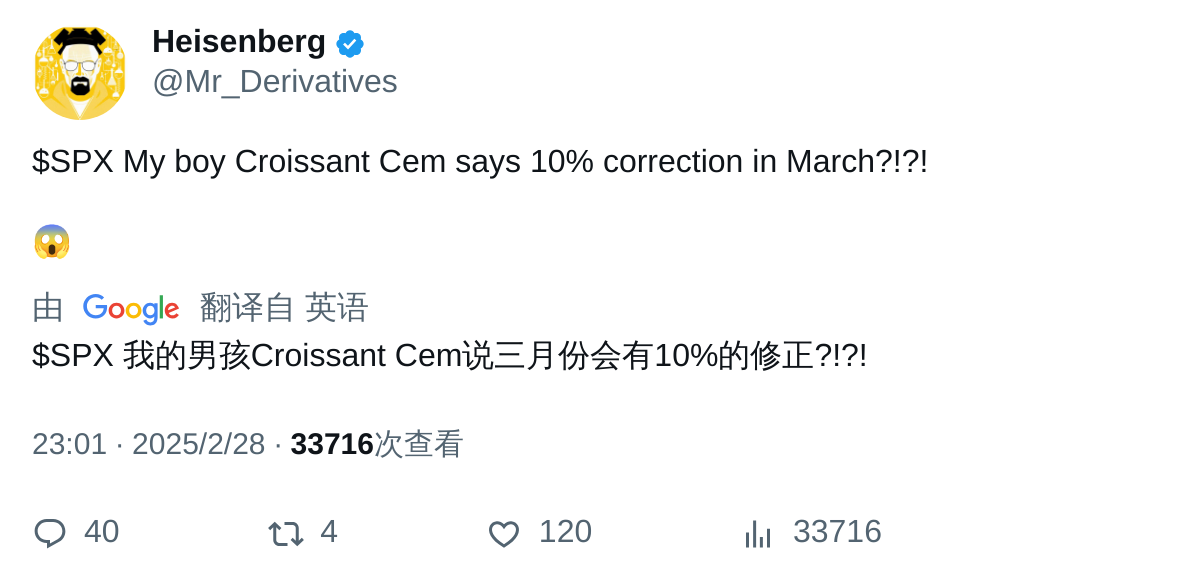 Heisenberg
@Mr_Derivatives
$SPX My boy Croissant Cem says 10% correction in March?!?!
😱
由 Google 翻译自 英语
$SPX 我的男孩Croissant Cem说三月份会有10%的修正?!?!
23:01 · 2025/2/28 · 33716次查看
40 4 120 33716